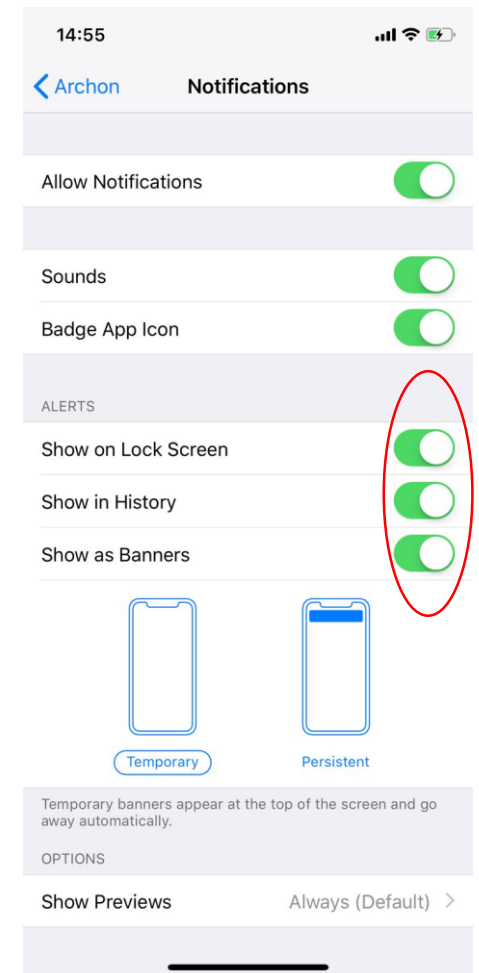 14:55
Archon Notifications
Allow Notifications
Sounds
Badge App Icon
ALERTS
Show on Lock Screen
Show in History
Show as Banners
Temporary Persistent
Temporary banners appear at the top of the screen and go
away automatically.
OPTIONS
Show Previews Always (Default)